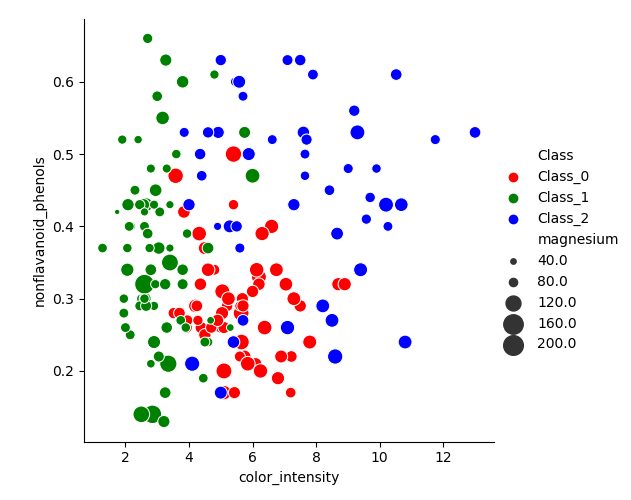 0.6
0.5
0.4
0.3
0.2
nonflavanoid_phenols
2
4
6
8
10
12
color_intensity
Class
Class_0
Class_1
Class_2
magnesium
40.0
80.0
120.0
160.0
200.0